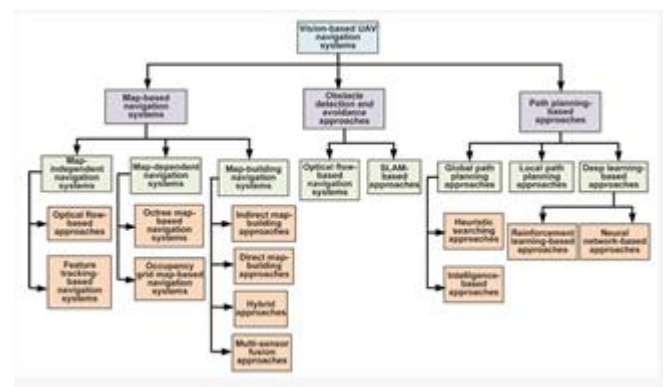 Vision-based UAV
navigation
systems
Map-based
navigation
systems
Obstacle
detection and
avoidance
approaches
Path planning-
based
approaches
Map-
independent
navigation
systems
Map-dependent
navigation
systems
Map-building
navigation
systems
Optical flow-
based navigation
systems
SLAM-
based
approaches
Global path
planning
approaches
Local path
planning
approaches
Deep learning-
based
approaches
Optical flow-
based
approaches
Feature
tracking-
based
navigation
systems
Octree map-
based
navigation
systems
Occupancy
grid map-based
navigation
systems
Indirect map-
building
approaches
Direct map-
building
approaches
Hybrid
approaches
Multi-sensor
fusion
approaches
Heuristic
searching
approaches
Intelligence-
based
approaches
Reinforcement
learning-based
approaches
Neural
network-based
approaches